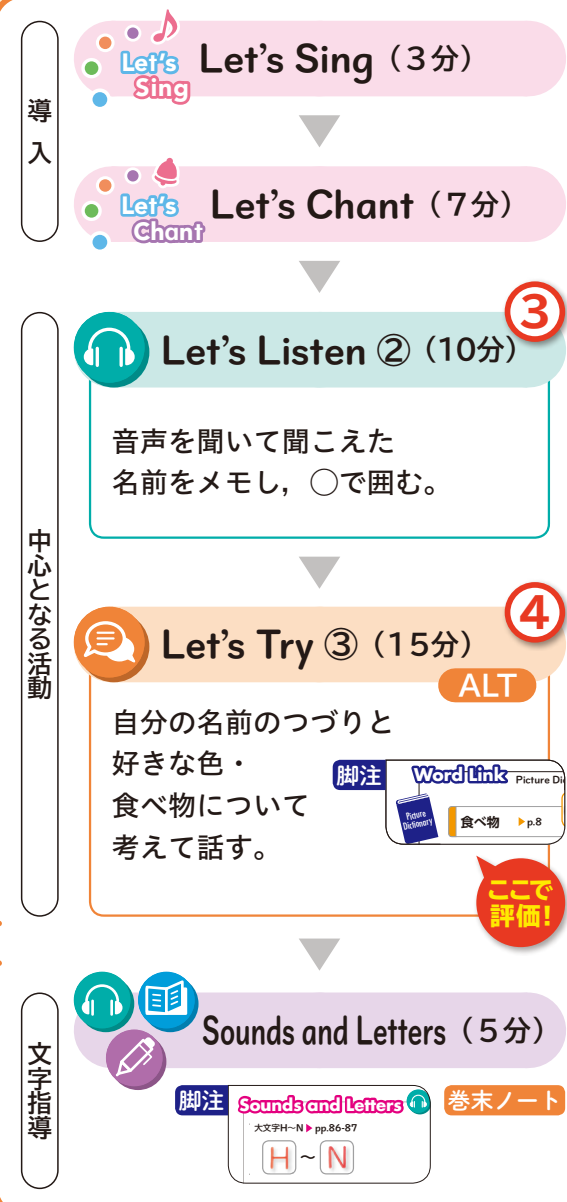 導入
Let's Sing
Let's Sing（3分）
Let's Chant
Let's Chant（7分）
中心となる活動
③
Let's Listen ②（10分）
音声を聞いて聞こえた
名前をメモし，○で囲む。
④
Let's Try ③（15分）
ALT
自分の名前のつづりと
好きな色・
食べ物について
考えて話す。
脚注
Word Link Picture Di
Picture
Dictionary
食べ物 ▶p.8
ここで
評価!
文字指導
Sounds and Letters（5分）
脚注
Sounds and Letters
大文字H~N▶pp.86-87
H~N
巻末ノート